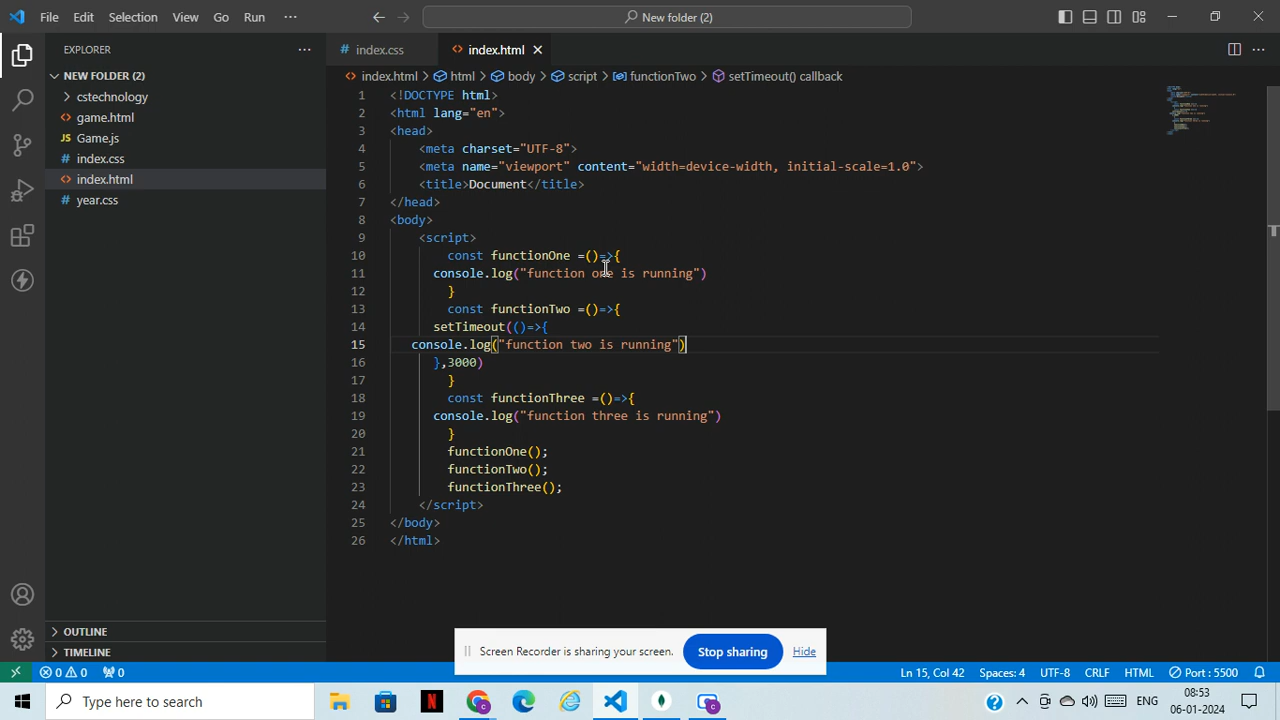 File Edit Selection View Go Run ··· New folder (2)
EXPLORER ···
NEW FOLDER (2)
cstechnology
<> game.html
JS Game.js
# index.css
<> index.html
# year.css
OUTLINE
TIMELINE
# index.css <> index.html
<> index.html > html > body > script > functionTwo > setTimeout() callback
1 <!DOCTYPE html>
2 <html lang="en">
3 <head>
4 <meta charset="UTF-8">
5 <meta name="viewport" content="width=device-width, initial-scale=1.0">
6 <title>Document</title>
7 </head>
8 <body>
9 <script>
10 const functionOne =()=>{
11 console.log("function one is running")
12 }
13 const functionTwo =()=>{
14 setTimeout(()=>{
15 console.log("function two is running")
16 },3000)
17 }
18 const functionThree =()=>{
19 console.log("function three is running")
20 }
21 functionOne();
22 functionTwo();
23 functionThree();
24 </script>
25 </body>
26 </html>
Screen Recorder is sharing your screen. Stop sharing Hide
0 0 0 Ln 15, Col 42 Spaces: 4 UTF-8 CRLF HTML Port : 5500
Type here to search ENG 08:53
06-01-2024